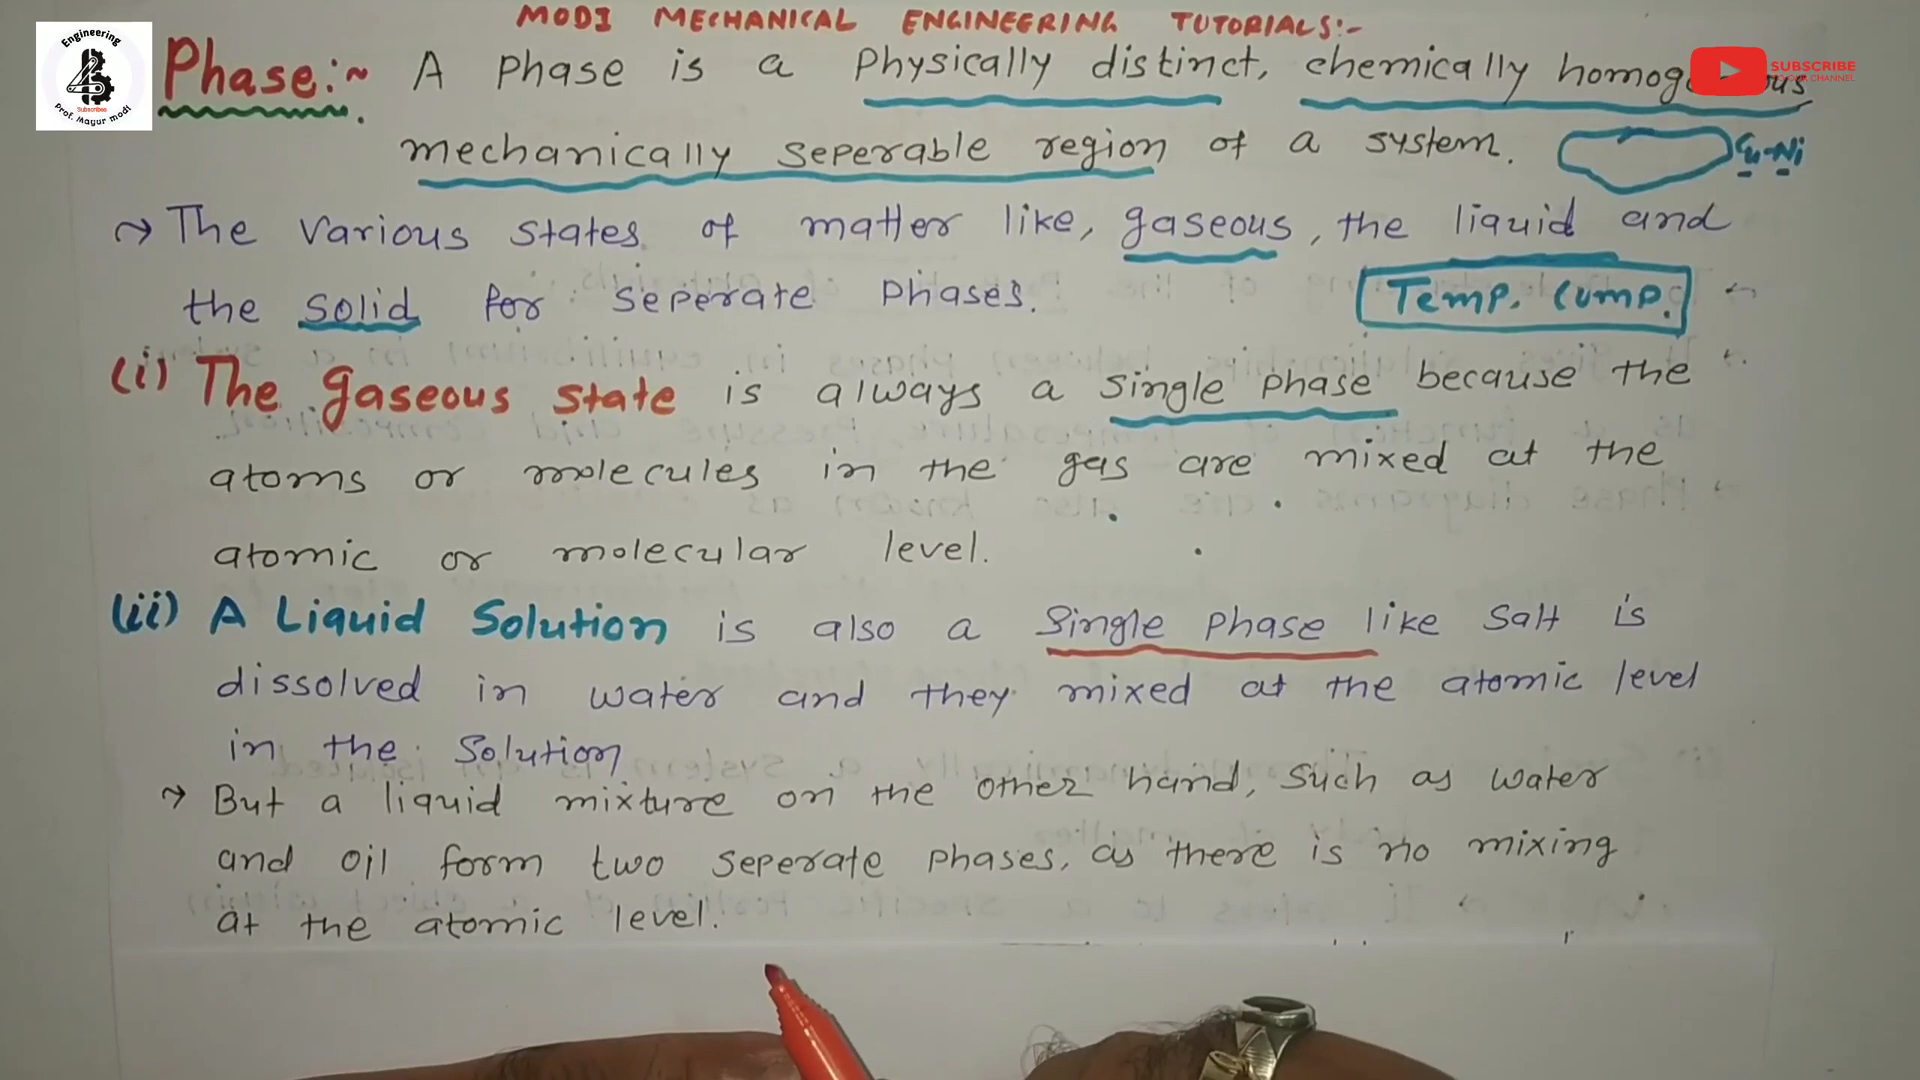 MODI MECHANICAL ENGINEERING TUTORIALS:-
Engineering
Subscribes
Prof. Mayur modi
SUBSCRIBE
Phase:~ A phase is a physically distinct, chemically
mechanically seperable region of a system. Cu-Ni
~> The various states of matter like, gaseous, the liquid and
the solid for seperate phases. Temp. Comp.
(i) The gaseous state is always a single phase because the
atoms or molecules in the gas are mixed at the
atomic or molecular level.
(ii) A Liquid Solution is also a single phase like salt is
dissolved in water and they mixed at the atomic level
in the solution
~> But a liquid mixture on the other hand, such as water
and oil form two seperate phases, as there is no mixing
at the atomic level.